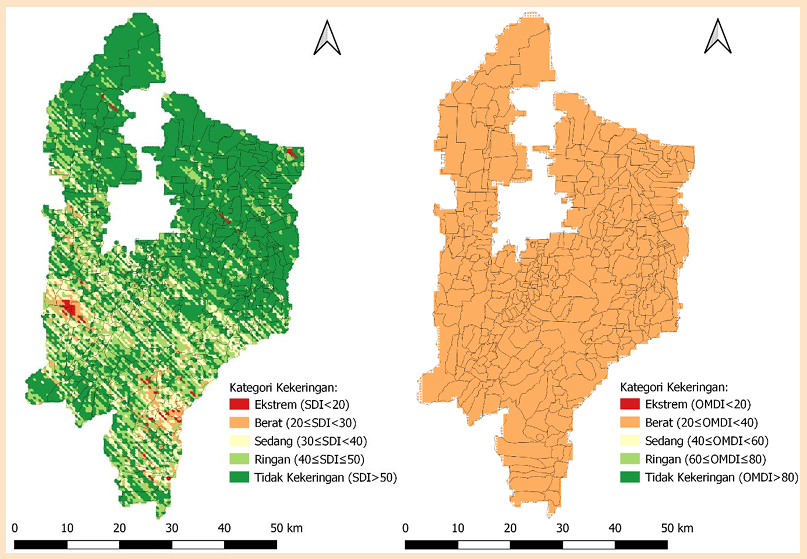 Kategori Kekeringan:
Ekstrem (SDI<20)
Berat (20≤SDI<30)
Sedang (30≤SDI<40)
Ringan (40≤SDI≤50)
Tidak Kekeringan (SDI>50)
0 10 20 30 40 50 km
Kategori Kekeringan:
Ekstrem (OMDI<20)
Berat (20≤OMDI<40)
Sedang (40≤OMDI<60)
Ringan (60≤OMDI≤80)
Tidak Kekeringan (OMDI>80)
0 10 20 30 40 50 km